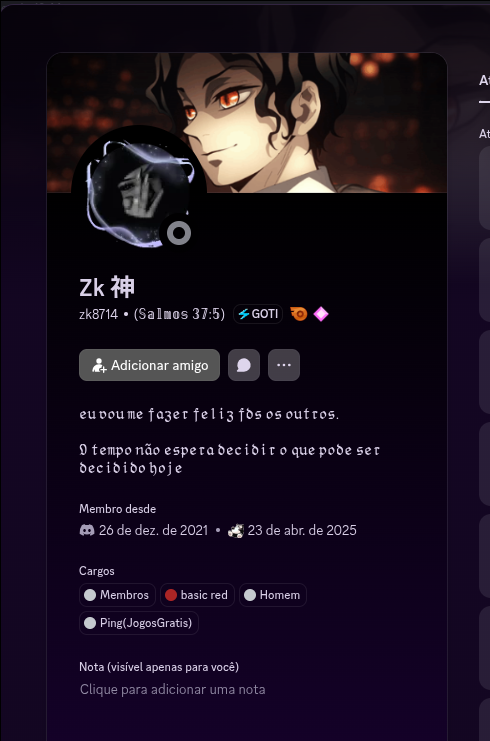 At
At
Zk 神
zk8714 • (𝕊𝕒𝕝𝕞𝕠𝕤 𝟛𝟟:𝟝) GOTI
Adicionar amigo
eu vou me fazer feliz fds os outros.
O tempo não espera decidir o que pode ser
decidido hoje
Membro desde
26 de dez. de 2021 • 23 de abr. de 2025
Cargos
Membros basic red Homem
Ping(JogosGratis)
Nota (visível apenas para você)
Clique para adicionar uma nota